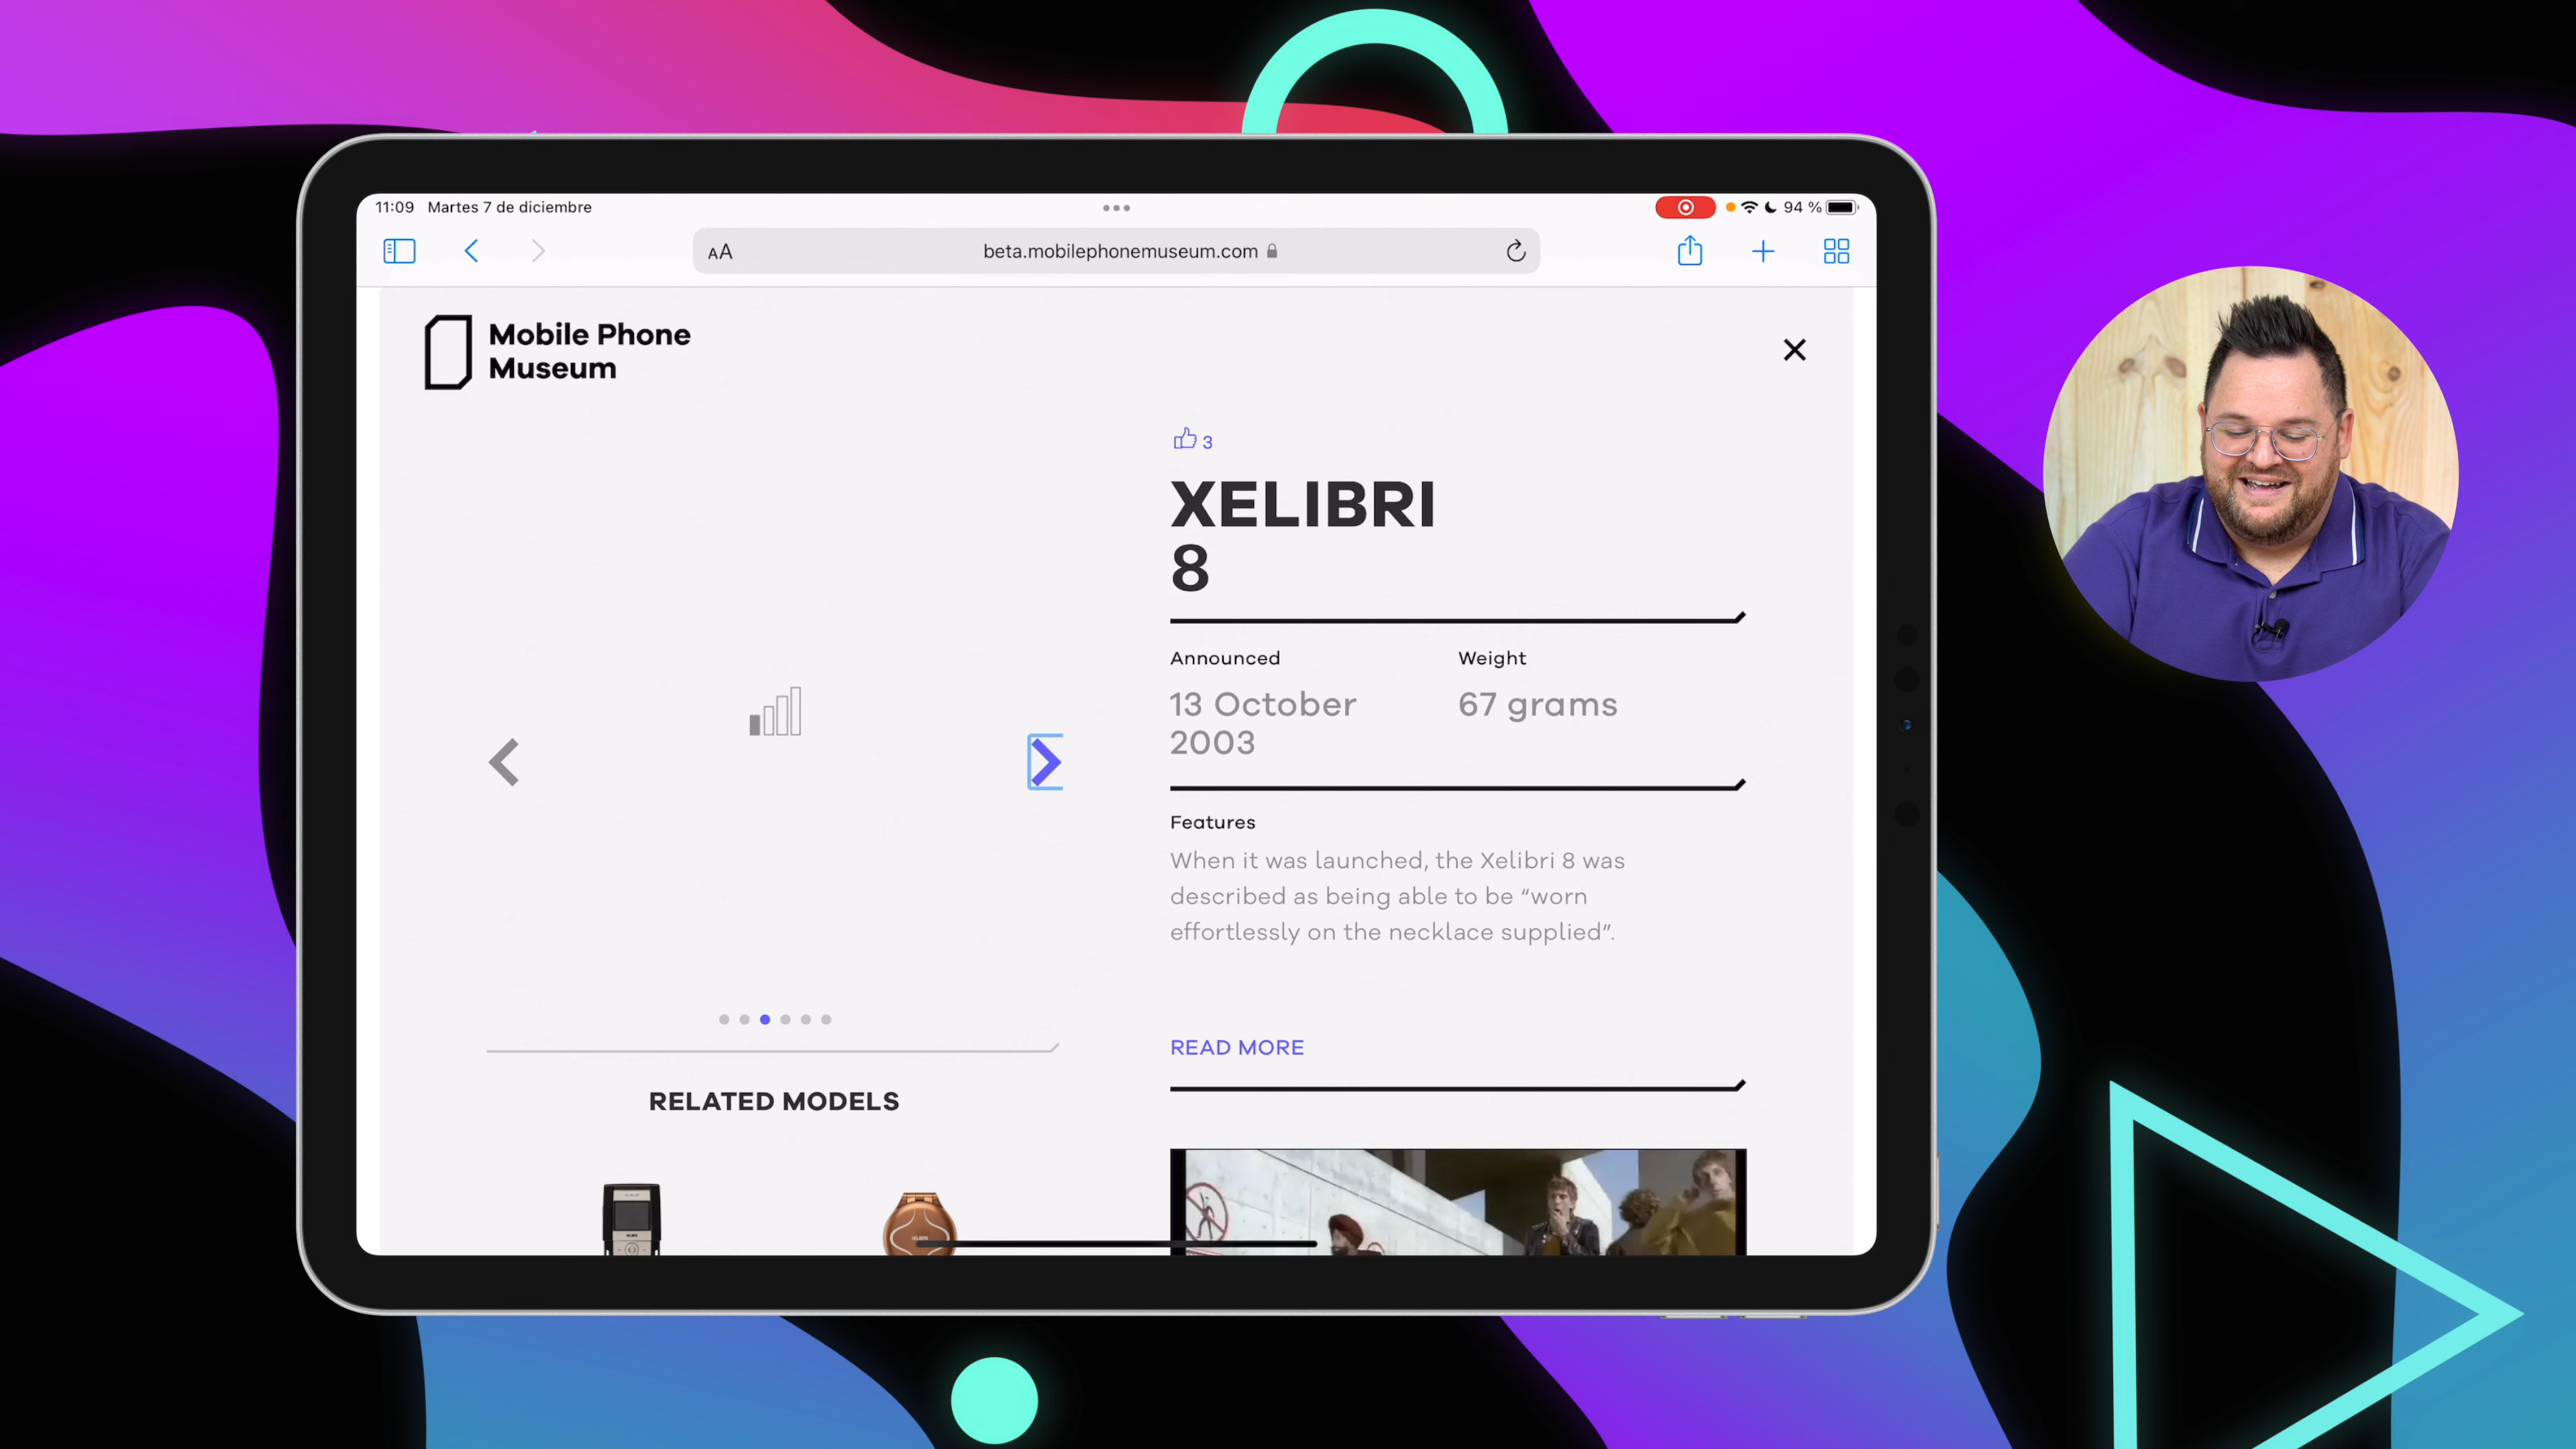 11:09 Martes 7 de diciembre
94 %
AA
beta.mobilephonemuseum.com
Mobile Phone
Museum
3
XELIBRI
8
Announced
Weight
13 October
2003
67 grams
Features
When it was launched, the Xelibri 8 was
described as being able to be “worn
effortlessly on the necklace supplied”.
READ MORE
RELATED MODELS